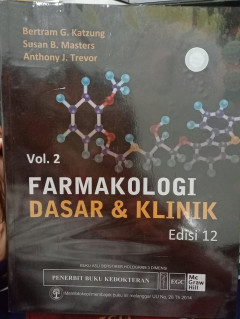 Bertram G. Katzung
Susan B. Masters
Anthony J. Trevor
Vol. 2
FARMAKOLOGI
DASAR & KLINIK
Edisi 12
PENERBIT BUKU KEDOKTERAN
EGC
Mc
Graw
Hill